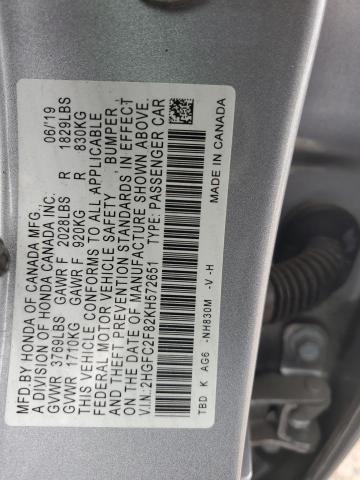 MFD.BY HONDA OF CANADA MFG., 06/19
A DIVISION OF HONDA CANADA INC.
GVWR 3769LBS GAWR F 2028LBS R 1829LBS
GVWR 1710KG GAWR F 920KG R 830KG
THIS VEHICLE CONFORMS TO ALL APPLICABLE
FEDERAL MOTOR VEHICLE SAFETY, BUMPER,
AND THEFT PREVENTION STANDARDS IN EFFECT
ON THE DATE OF MANUFACTURE SHOWN ABOVE.
V.I.N.: 2HGFC2F82KH572651 TYPE: PASSENGER CAR
TBD K AG6 -NH830M -V -H MADE IN CANADA